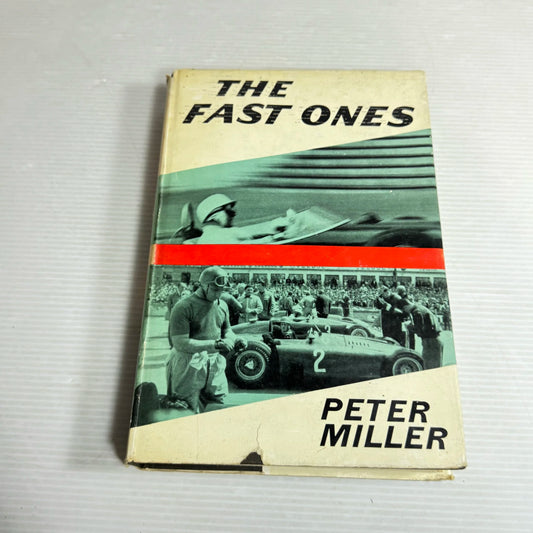 THE
FAST ONES
2
PETER
MILLER